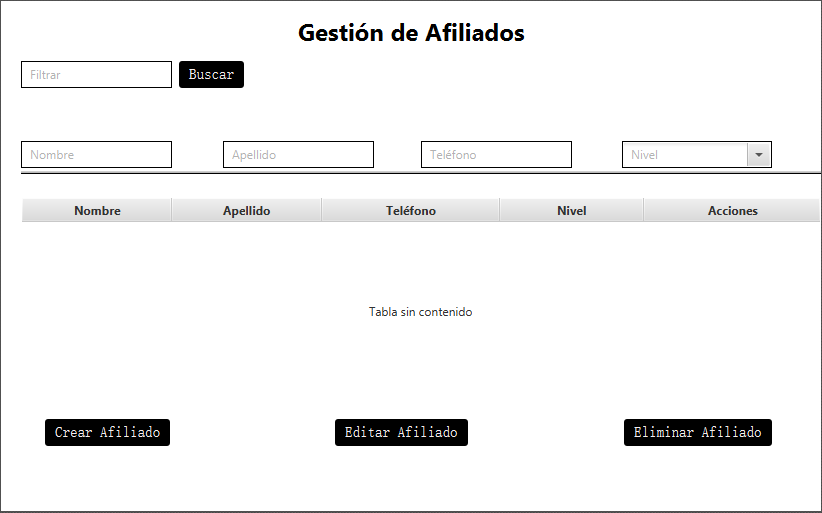 Gestión de Afiliados
Filtrar Buscar
Nombre Apellido Teléfono Nivel
Nombre Apellido Teléfono Nivel Acciones
Tabla sin contenido
Crear Afiliado Editar Afiliado Eliminar Afiliado